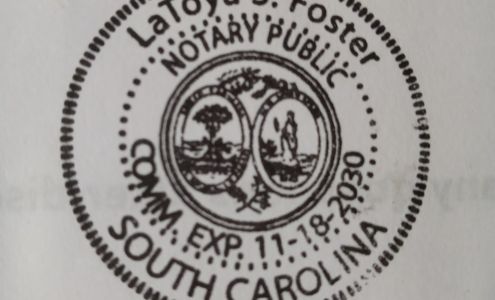 LaToya S. Foster
NOTARY PUBLIC
COMM. EXP. 11-18-2030
SOUTH CAROLINA